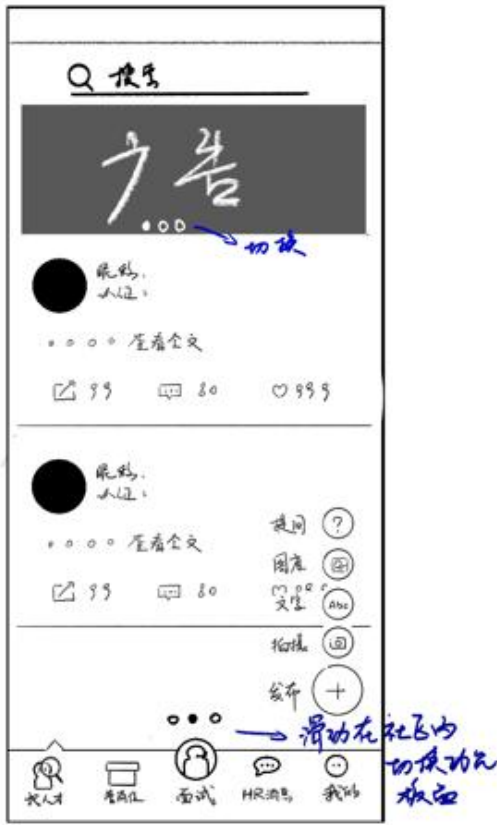 搜索
广告
切换
昵称:
认证:
查看全文
99 80 999
昵称:
认证:
查看全文
99 80
提问 ?
图库
文字 Abc
拍摄
发布 +
滑动在社区内
切换功能
板面
找人才
面试
HR消息
我的